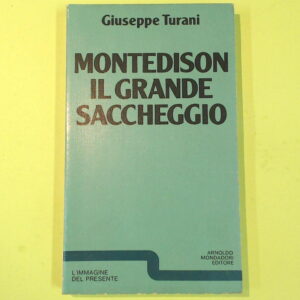 Giuseppe Turani
MONTEDISON
IL GRANDE
SACCHEGGIO
L'IMMAGINE
DEL PRESENTE
ARNOLDO
MONDADORI
EDITORE